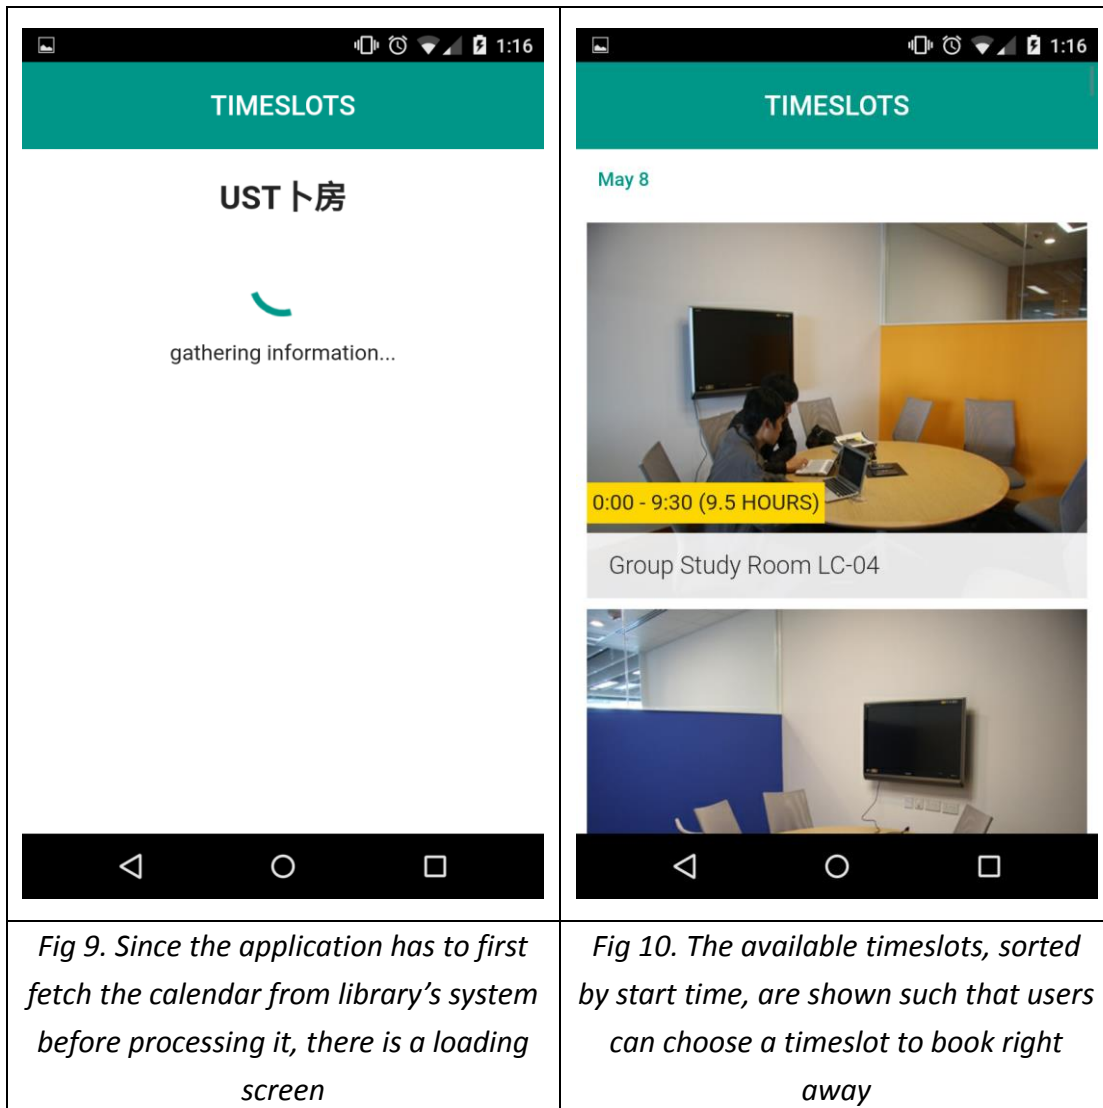 1:16
TIMESLOTS
UST卜房
gathering information...
Fig 9. Since the application has to first
fetch the calendar from library’s system
before processing it, there is a loading
screen
1:16
TIMESLOTS
May 8
0:00 - 9:30 (9.5 HOURS)
Group Study Room LC-04
Fig 10. The available timeslots, sorted
by start time, are shown such that users
can choose a timeslot to book right
away